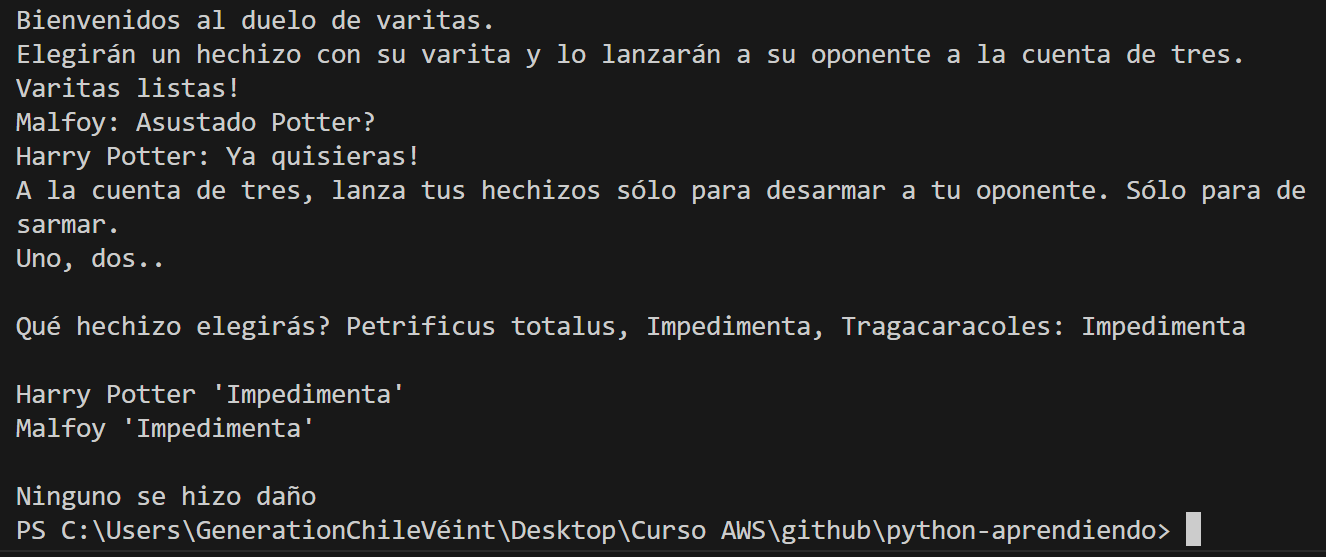 Bienvenidos al duelo de varitas.
Elegirán un hechizo con su varita y lo lanzarán a su oponente a la cuenta de tres.
Varitas listas!
Malfoy: Asustado Potter?
Harry Potter: Ya quisieras!
A la cuenta de tres, lanza tus hechizos sólo para desarmar a tu oponente. Sólo para de
sarmar.
Uno, dos..
Qué hechizo elegirás? Petrificus totalus, Impedimenta, Tragacaracoles: Impedimenta
Harry Potter 'Impedimenta'
Malfoy 'Impedimenta'
Ninguno se hizo daño
PS C:\Users\GenerationChileVéint\Desktop\Curso AWS\github\python-aprendiendo>